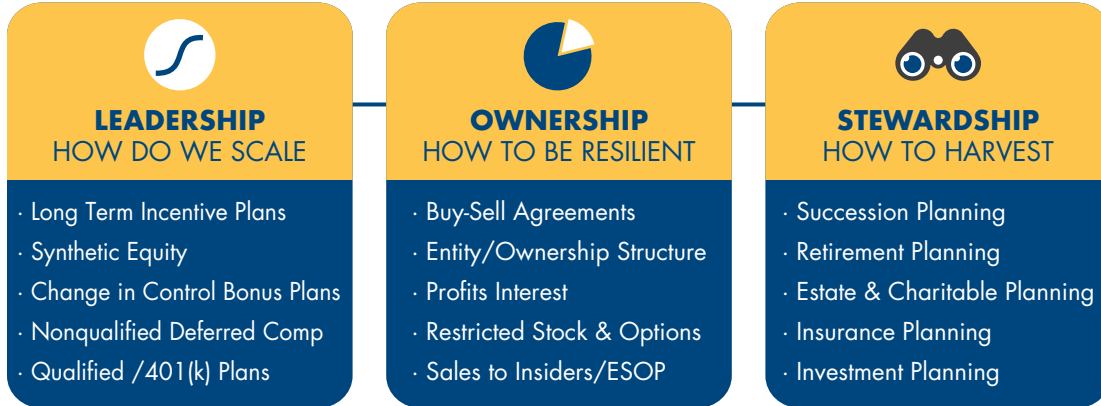 LEADERSHIP
HOW DO WE SCALE
· Long Term Incentive Plans
· Synthetic Equity
· Change in Control Bonus Plans
· Nonqualified Deferred Comp
· Qualified /401(k) Plans
OWNERSHIP
HOW TO BE RESILIENT
· Buy-Sell Agreements
· Entity/Ownership Structure
· Profits Interest
· Restricted Stock & Options
· Sales to Insiders/ESOP
STEWARDSHIP
HOW TO HARVEST
· Succession Planning
· Retirement Planning
· Estate & Charitable Planning
· Insurance Planning
· Investment Planning